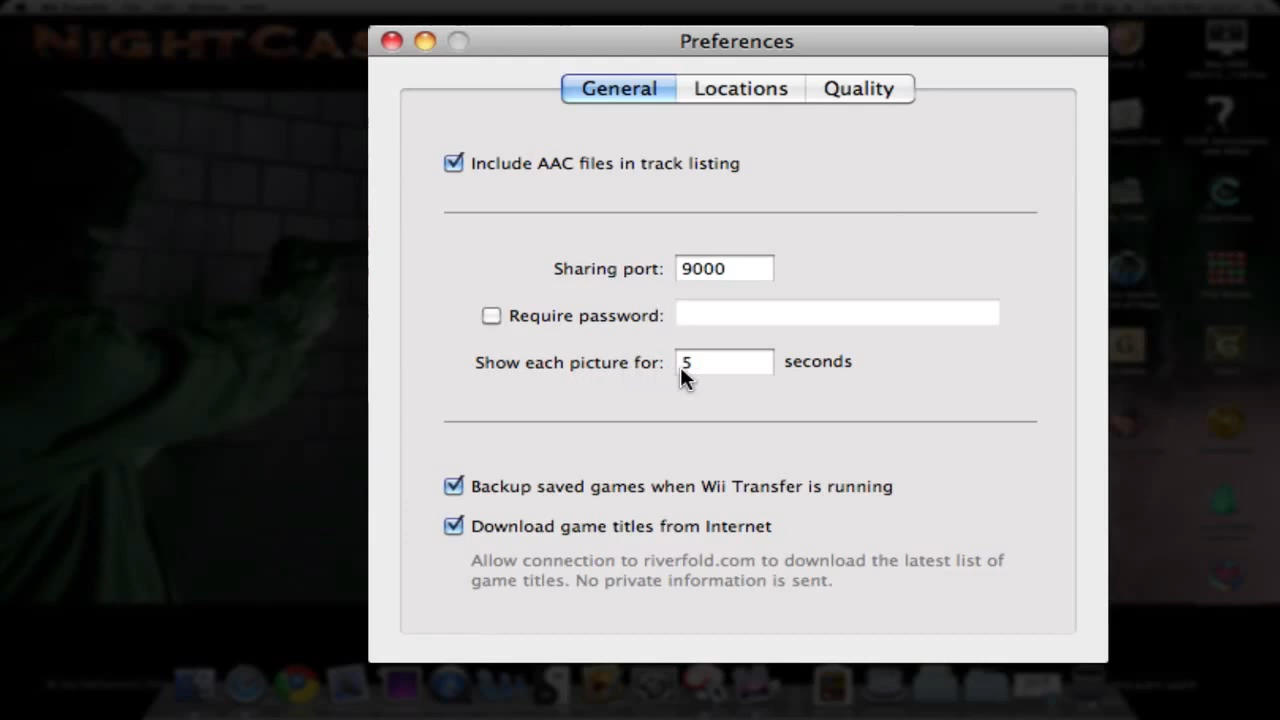 NIGHTCAS
Preferences
General Locations Quality
Include AAC files in track listing
Sharing port: 9000
Require password:
Show each picture for: 5 seconds
Backup saved games when Wii Transfer is running
Download game titles from Internet
Allow connection to riverfold.com to download the latest list of
game titles. No private information is sent.